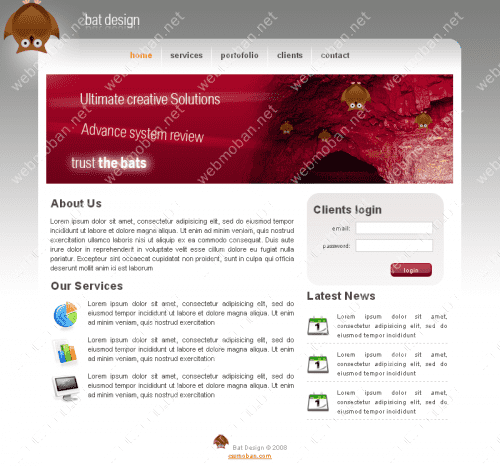 bat design
home services portofolio clients contact
Ultimate creative Solutions
Advance system review
trust the bats
About Us
Lorem ipsum dolor sit amet, consectetur adipisicing elit, sed do eiusmod tempor
incididunt ut labore et dolore magna aliqua. Ut enim ad minim veniam, quis nostrud
exercitation ullamco laboris nisi ut aliquip ex ea commodo consequat. Duis aute
irure dolor in reprehenderit in voluptate velit esse cillum dolore eu fugiat nulla
pariatur. Excepteur sint occaecat cupidatat non proident, sunt in culpa qui officia
deserunt mollit anim id est laborum
Our Services
Lorem ipsum dolor sit amet, consectetur adipisicing elit, sed do
eiusmod tempor incididunt ut labore et dolore magna aliqua. Ut enim
ad minim veniam, quis nostrud exercitation
Lorem ipsum dolor sit amet, consectetur adipisicing elit, sed do
eiusmod tempor incididunt ut labore et dolore magna aliqua. Ut enim
ad minim veniam, quis nostrud exercitation
Lorem ipsum dolor sit amet, consectetur adipisicing elit, sed do
eiusmod tempor incididunt ut labore et dolore magna aliqua. Ut enim
ad minim veniam, quis nostrud exercitation
Clients login
email:
password:
login
Latest News
1
Lorem ipsum dolor sit amet,
consectetur adipisicing elit, sed do
eiusmod tempor incididunt
1
Lorem ipsum dolor sit amet,
consectetur adipisicing elit, sed do
eiusmod tempor incididunt
1
Lorem ipsum dolor sit amet,
consectetur adipisicing elit, sed do
eiusmod tempor incididunt
Bat Design © 2008
webmoban.net